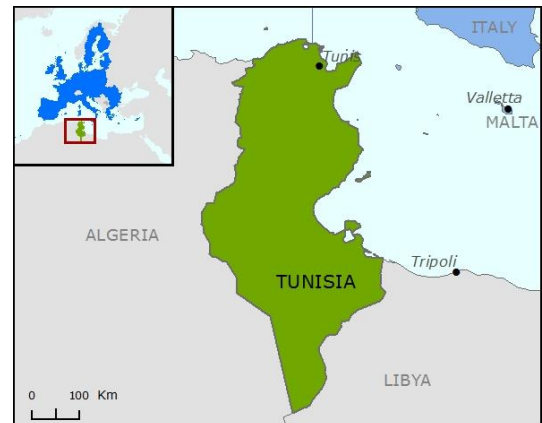 ITALY
Tunis
Valletta
MALTA
ALGERIA
Tripoli
TUNISIA
LIBYA
0 100 Km